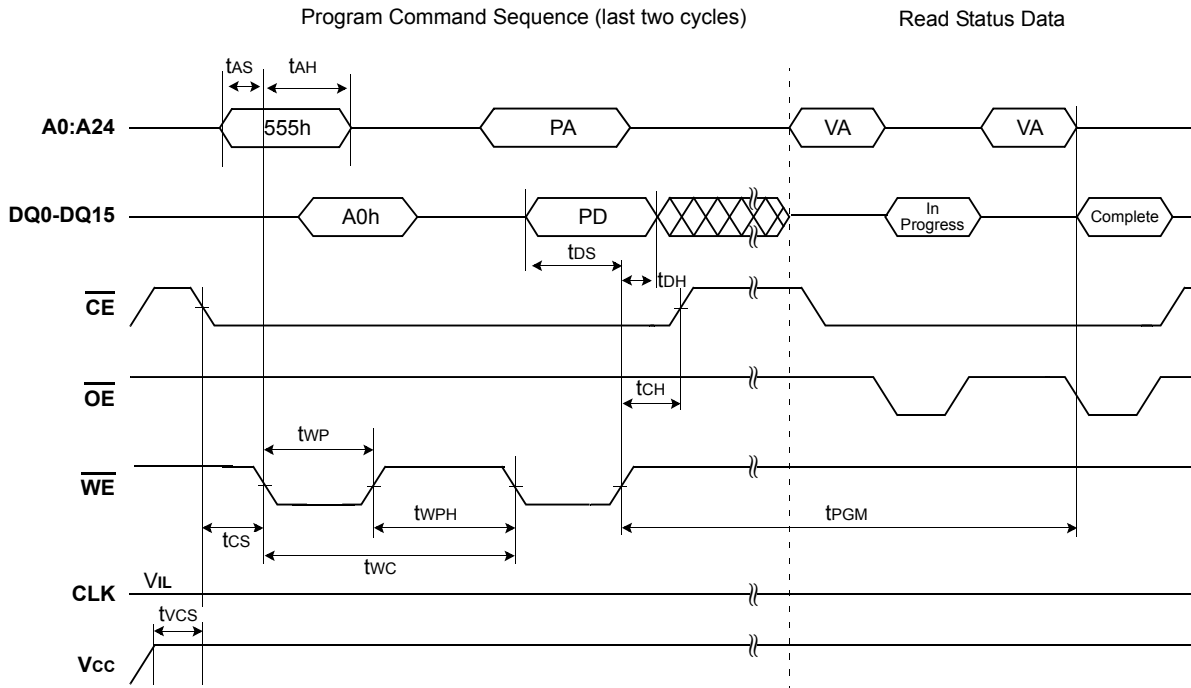 Program Command Sequence (last two cycles)
Read Status Data
tAS
tAH
A0:A24
555h
PA
VA
VA
DQ0-DQ15
A0h
PD
In
Progress
Complete
tDS
tDH
CE
tCH
OE
tWP
WE
tWPH
tPGM
tCS
tWC
CLK
VIL
tVCS
Vcc